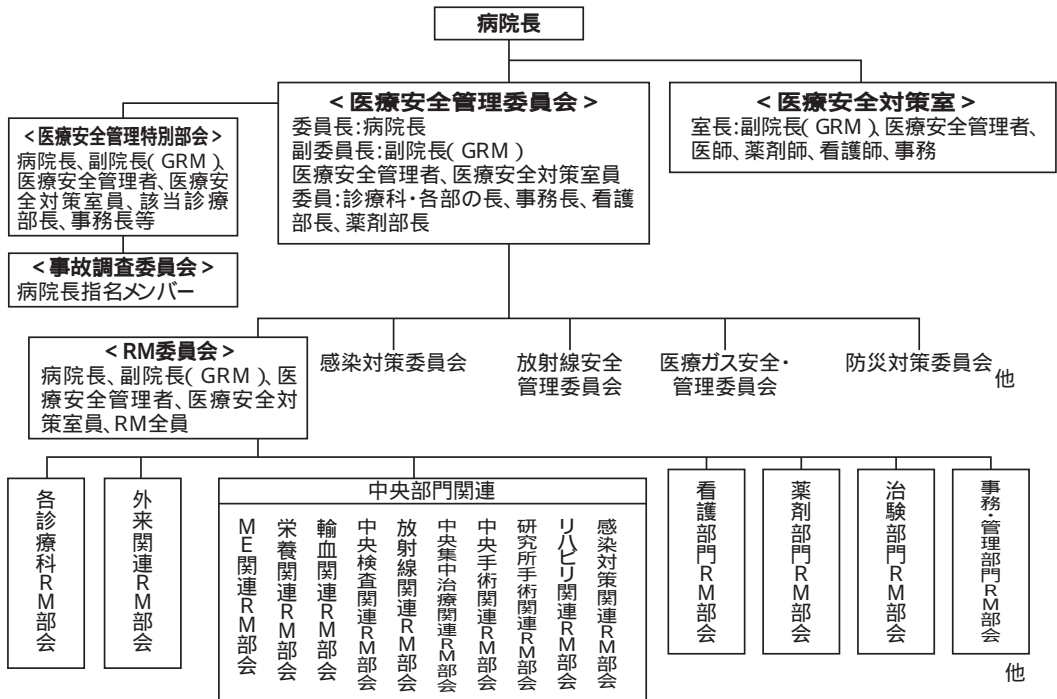 病院長
<医療安全管理委員会>
委員長:病院長
副委員長:副院長(GRM)
医療安全管理者、医療安全対策室員
委員:診療科・各部の長、事務長、看護
部長、薬剤部長
<医療安全対策室>
室長:副院長(GRM)、医療安全管理者、
医師、薬剤師、看護師、事務
<医療安全管理特別部会>
病院長、副院長(GRM)、
医療安全管理者、医療安
全対策室員、該当診療
部長、事務長等
<事故調査委員会>
病院長指名メンバー
<RM委員会>
病院長、副院長(GRM)、医
療安全管理者、医療安全対
策室員、RM全員
感染対策委員会
放射線安全
管理委員会
医療ガス安全・
管理委員会
防災対策委員会
他
各診療科RM部会
外来関連RM部会
中央部門関連
ME関連RM部会
栄養関連RM部会
輸血関連RM部会
中央検査関連RM部会
放射線関連RM部会
中央集中治療関連RM部会
中央手術関連RM部会
研究所手術関連RM部会
リハビリ関連RM部会
感染対策関連RM部会
看護部門RM部会
薬剤部門RM部会
治験部門RM部会
事務・管理部門RM部会
他